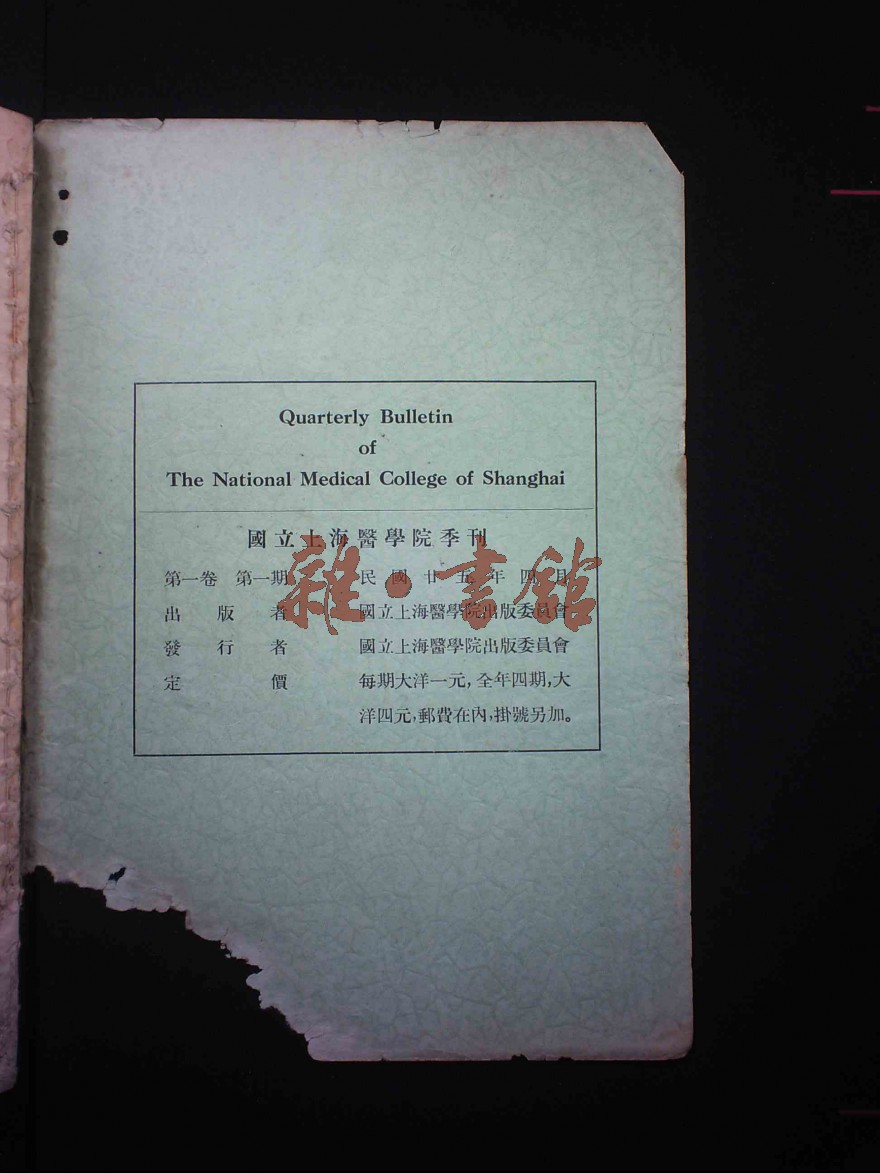 Quarterly Bulletin
of
The National Medical College of Shanghai
國立上海醫學院季刊
第一卷 第一期 民國廿五年四月
出版者 國立上海醫學院出版委員會
發行者 國立上海醫學院出版委員會
定價 每期大洋一元,全年四期,大
洋四元,郵費在內,掛號另加。
雜·書館